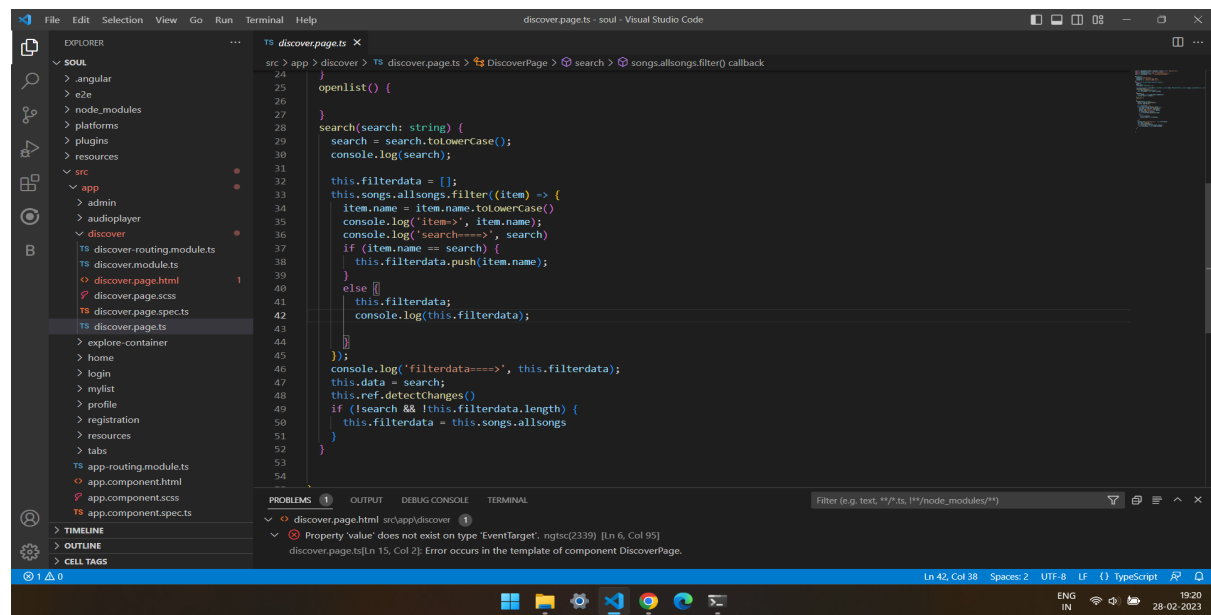 File Edit Selection View Go Run Terminal Help discover.page.ts - soul - Visual Studio Code
EXPLORER
SOUL
.angular
e2e
node_modules
platforms
plugins
resources
src
app
admin
audioplayer
discover
TS discover-routing.module.ts
TS discover.module.ts
<> discover.page.html 1
discover.page.scss
TS discover.page.spec.ts
TS discover.page.ts
explore-container
home
login
mylist
profile
registration
resources
tabs
TS app-routing.module.ts
<> app.component.html
app.component.scss
TS app.component.spec.ts
TIMELINE
OUTLINE
CELL TAGS
B
TS discover.page.ts
src > app > discover > TS discover.page.ts > DiscoverPage > search > songs.allsongs.filter() callback
24 }
25 openlist() {
26
27 }
28 search(search: string) {
29 search = search.toLowerCase();
30 console.log(search);
31
32 this.filterdata = [];
33 this.songs.allsongs.filter((item) => {
34 item.name = item.name.toLowerCase()
35 console.log('item=>', item.name);
36 console.log('search====>', search)
37 if (item.name == search) {
38 this.filterdata.push(item.name);
39 }
40 else {
41 this.filterdata;
42 console.log(this.filterdata);
43
44 }
45 });
46 console.log('filterdata====>', this.filterdata);
47 this.data = search;
48 this.ref.detectChanges()
49 if (!search && !this.filterdata.length) {
50 this.filterdata = this.songs.allsongs
51 }
52 }
53
54
PROBLEMS 1 OUTPUT DEBUG CONSOLE TERMINAL Filter (e.g. text, **/*.ts, !**/node_modules/**)
<> discover.page.html src\app\discover 1
Property 'value' does not exist on type 'EventTarget'. ngtsc(2339) [Ln 6, Col 95]
discover.page.ts[Ln 15, Col 2]: Error occurs in the template of component DiscoverPage.
1 0 Ln 42, Col 38 Spaces: 2 UTF-8 LF {} TypeScript
ENG 19:20
IN 28-02-2023